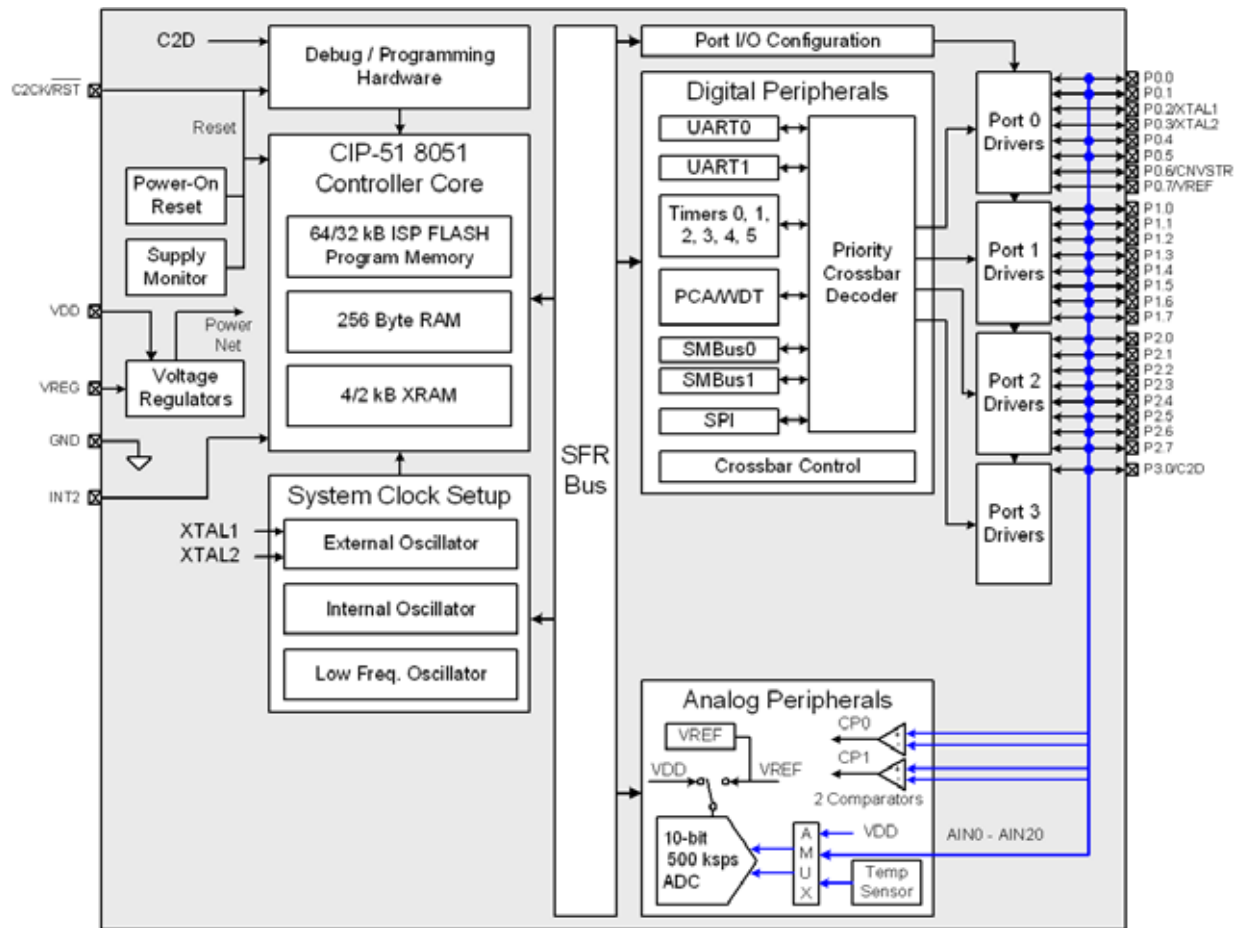 C2D
C2CK/RST
Debug / Programming
Hardware
Reset
Power-On
Reset
Supply
Monitor
VDD
Power
Net
VREG
Voltage
Regulators
GND
INT2
CIP-51 8051
Controller Core
64/32 kB ISP FLASH
Program Memory
256 Byte RAM
4/2 kB XRAM
System Clock Setup
XTAL1
XTAL2
External Oscillator
Internal Oscillator
Low Freq. Oscillator
SFR
Bus
Port I/O Configuration
Digital Peripherals
UART0
UART1
Timers 0, 1,
2, 3, 4, 5
PCA/WDT
SMBus0
SMBus1
SPI
Priority
Crossbar
Decoder
Crossbar Control
Port 0
Drivers
Port 1
Drivers
Port 2
Drivers
Port 3
Drivers
P0.0
P0.1
P0.2/XTAL1
P0.3/XTAL2
P0.4
P0.5
P0.6/CNVSTR
P0.7/VREF
P1.0
P1.1
P1.2
P1.3
P1.4
P1.5
P1.6
P1.7
P2.0
P2.1
P2.2
P2.3
P2.4
P2.5
P2.6
P2.7
P3.0/C2D
Analog Peripherals
VREF
VDD
VREF
CP0
+
-
CP1
+
-
2 Comparators
10-bit
500 ksps
ADC
A
M
U
X
VDD
Temp
Sensor
AIN0 - AIN20